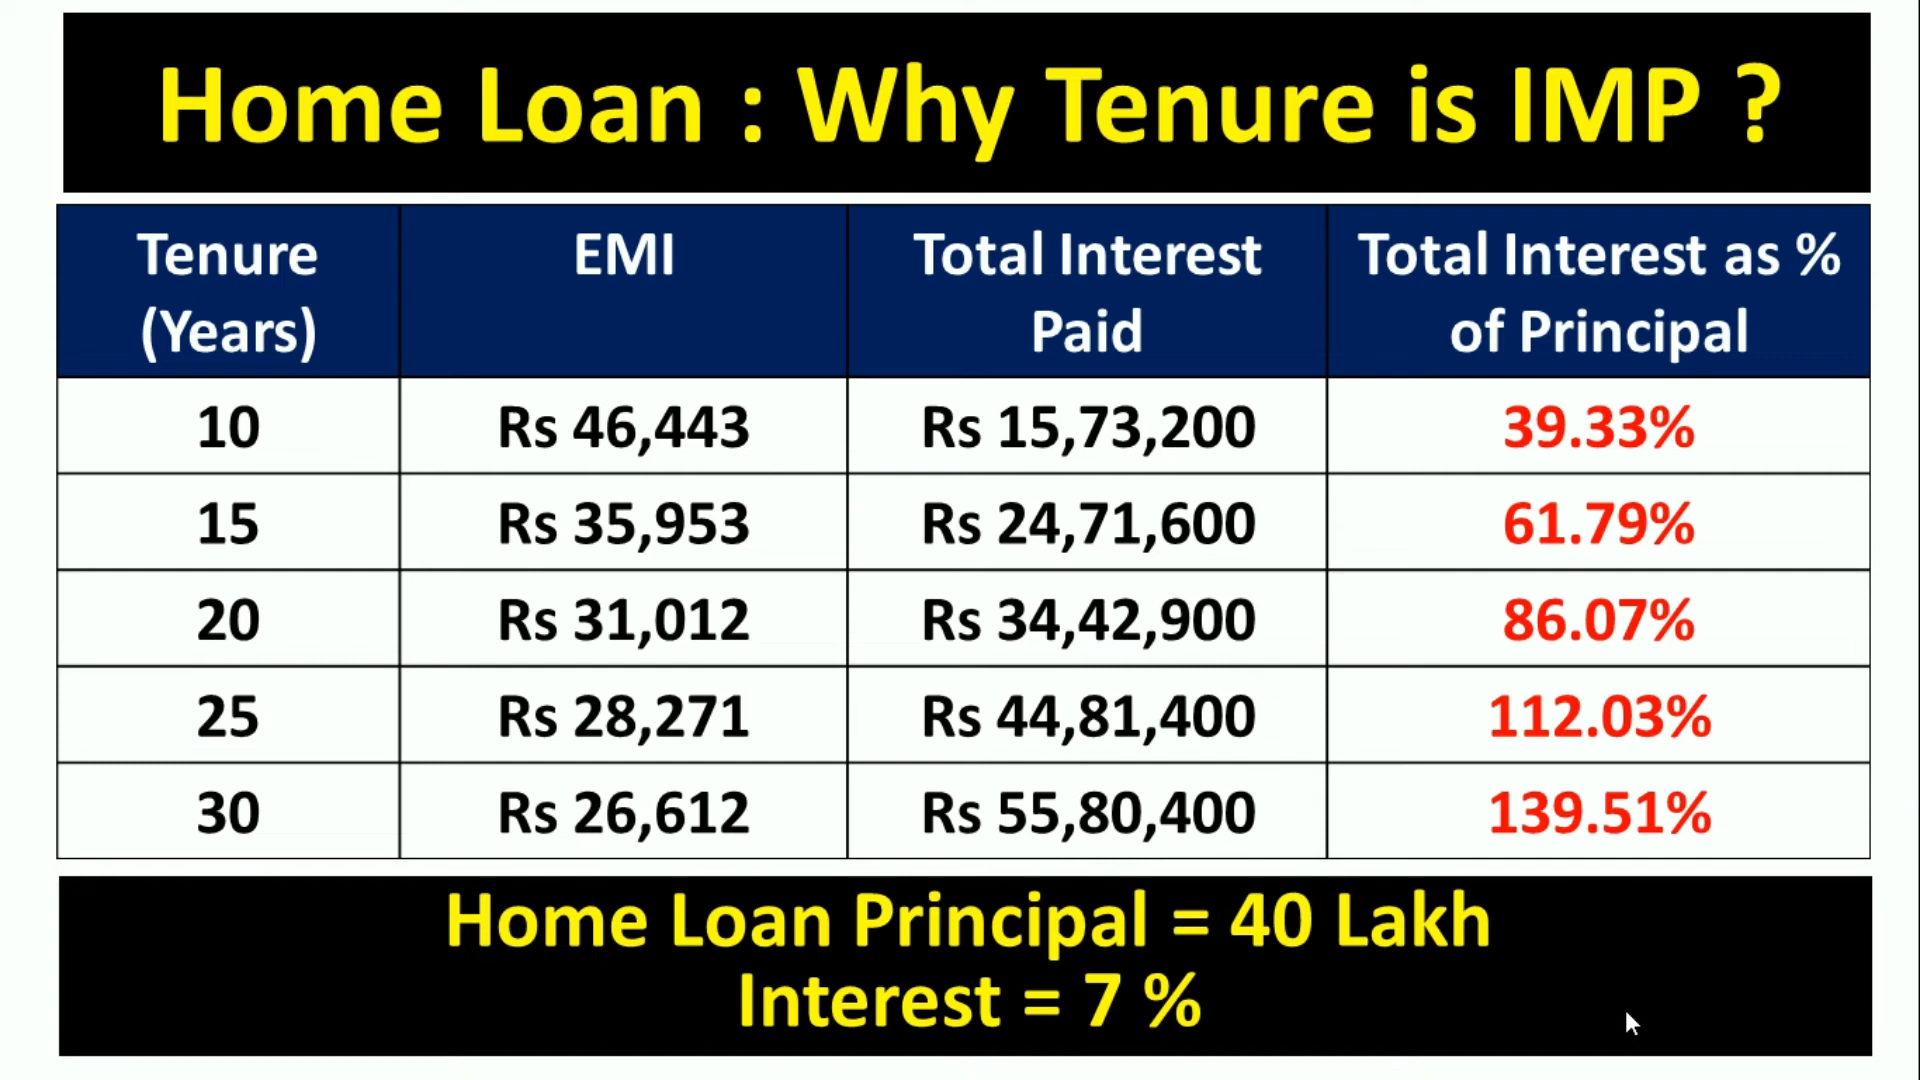 Home Loan : Why Tenure is IMP ?
Tenure (Years) EMI Total Interest Paid Total Interest as % of Principal
10 Rs 46,443 Rs 15,73,200 39.33%
15 Rs 35,953 Rs 24,71,600 61.79%
20 Rs 31,012 Rs 34,42,900 86.07%
25 Rs 28,271 Rs 44,81,400 112.03%
30 Rs 26,612 Rs 55,80,400 139.51%
Home Loan Principal = 40 Lakh
Interest = 7 %